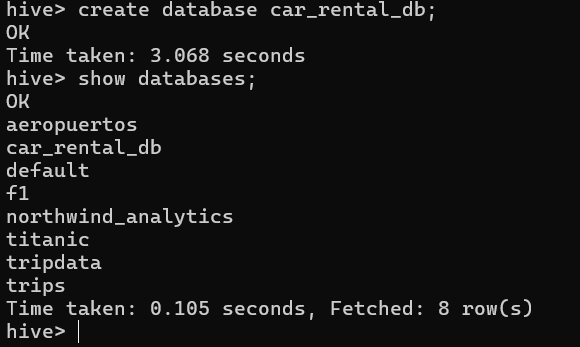 hive> create database car_rental_db;
OK
Time taken: 3.068 seconds
hive> show databases;
OK
aeropuertos
car_rental_db
default
f1
northwind_analytics
titanic
tripdata
trips
Time taken: 0.105 seconds, Fetched: 8 row(s)
hive>